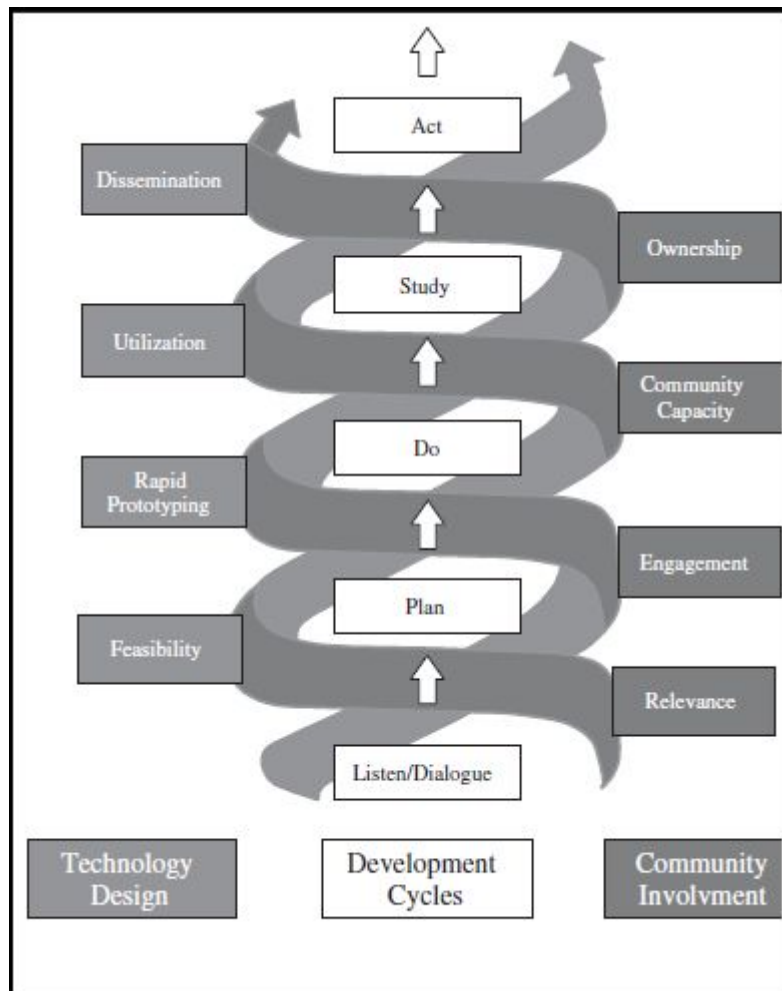 Act
Dissemination
Ownership
Study
Utilization
Community
Capacity
Do
Rapid
Prototyping
Engagement
Plan
Feasibility
Relevance
Listen/Dialogue
Technology
Design
Development
Cycles
Community
Involvment